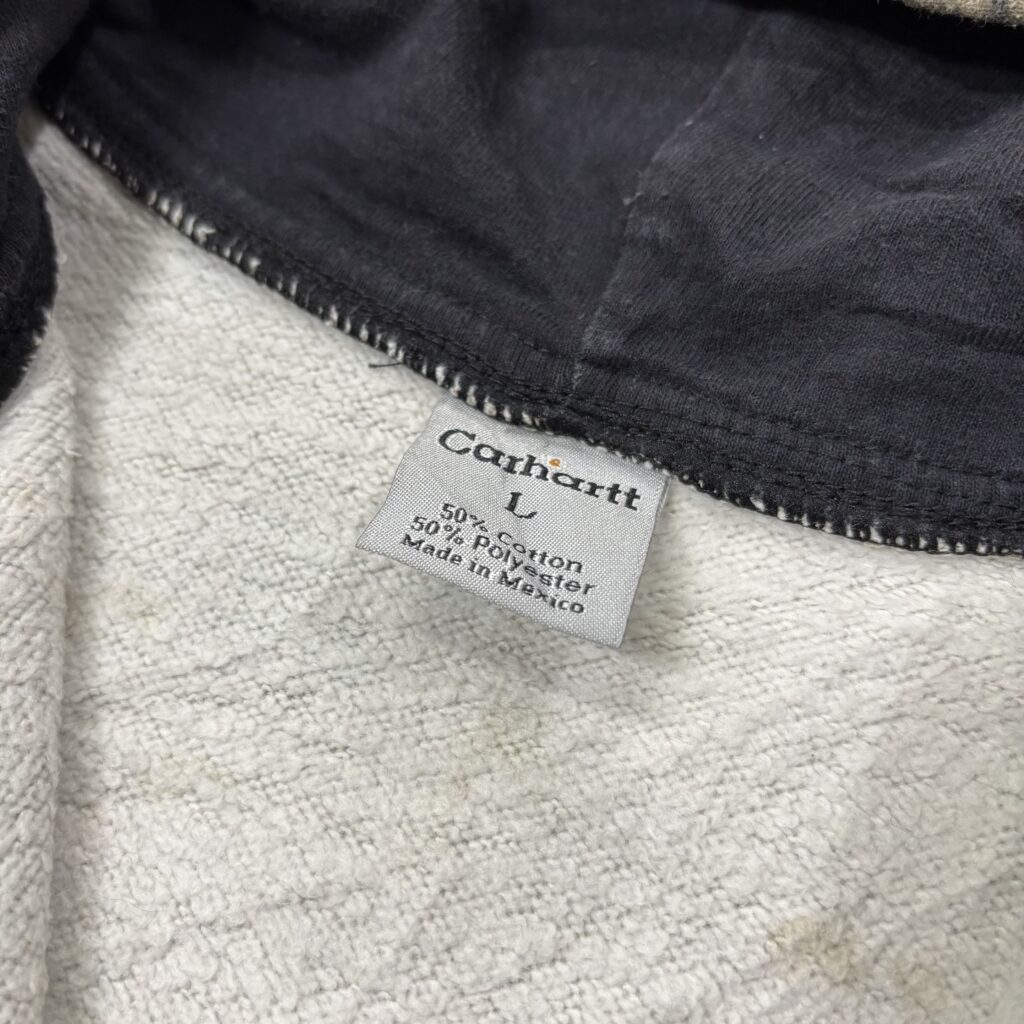 Carhartt
L
50% Cotton
50% Polyester
Made in Mexico